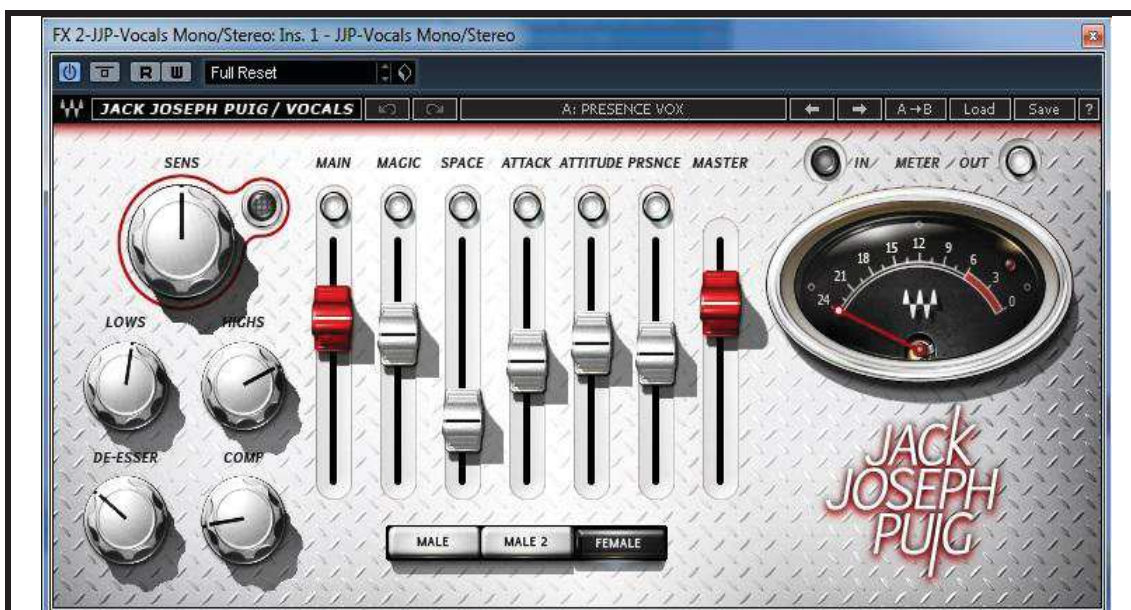 FX 2-JJP-Vocals Mono/Stereo: Ins. 1 - JJP-Vocals Mono/Stereo
R W Full Reset
JACK JOSEPH PUIG / VOCALS A: PRESENCE VOX A→B Load Save ?
SENS MAIN MAGIC SPACE ATTACK ATTITUDE PRSNCE MASTER IN METER / OUT
24 21 18 15 12 9 6 3 0
LOWS HIGHS
DE-ESSER COMP
JACK
JOSEPH
PUIG
MALE MALE 2 FEMALE